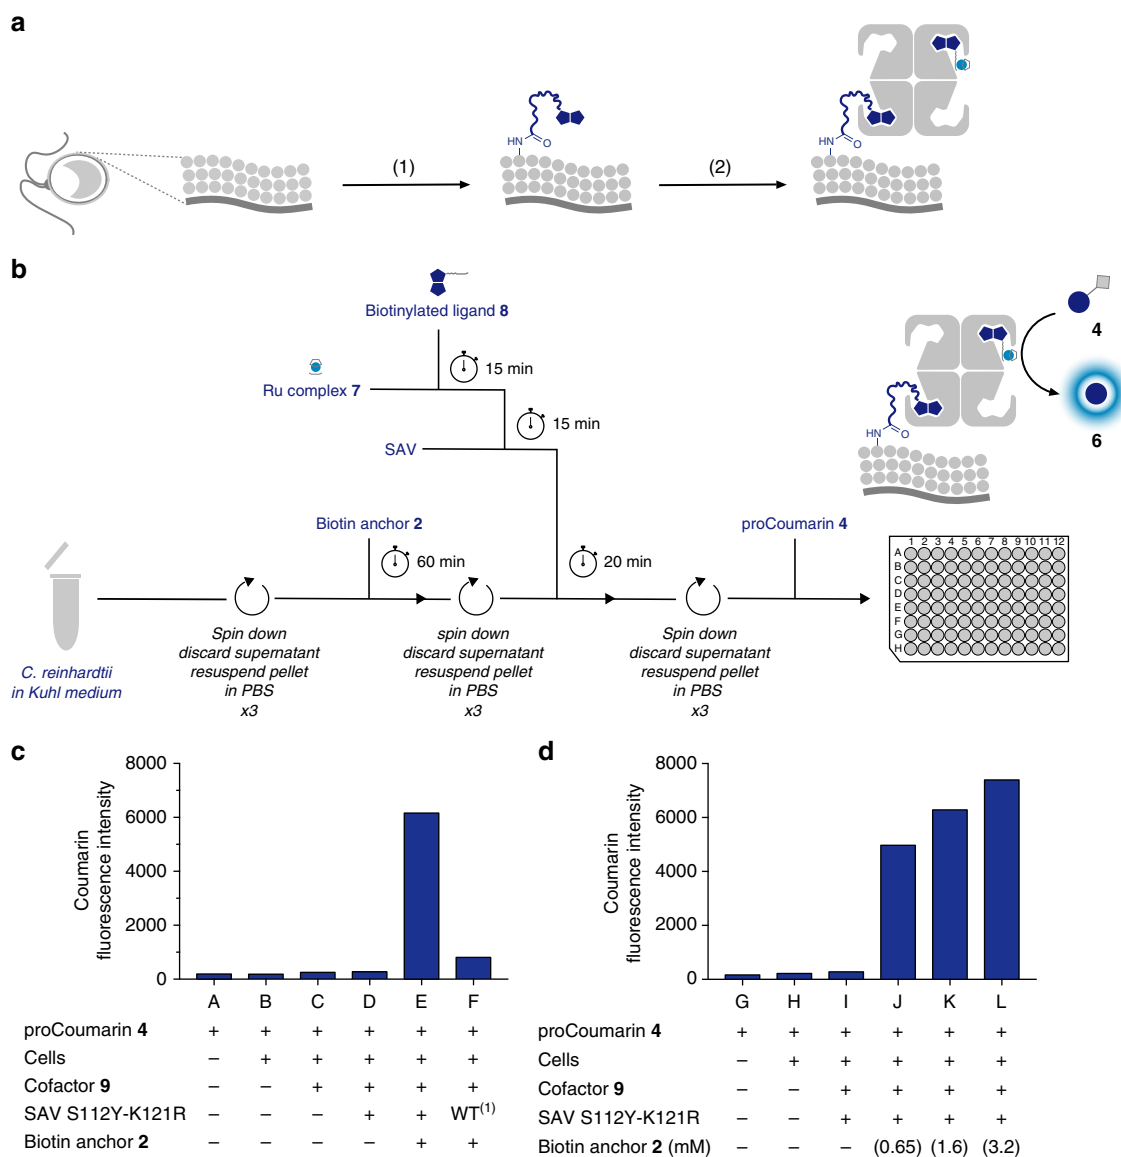 a
(1)
(2)
HN
O
HN
O
b
Biotinylated ligand 8
15 min
Ru complex 7
15 min
SAV
Biotin anchor 2
60 min
20 min
proCoumarin 4
4
6
HN
O
C. reinhardtii
in Kuhl medium
Spin down
discard supernatant
resuspend pellet
in PBS
x3
spin down
discard supernatant
resuspend pellet
in PBS
x3
Spin down
discard supernatant
resuspend pellet
in PBS
x3
1 2 3 4 5 6 7 8 9 10 11 12
A
B
C
D
E
F
G
H
c
Coumarin
fluorescence intensity
8000
6000
4000
2000
0
A B C D E F
proCoumarin 4 + + + + + +
Cells – + + + + +
Cofactor 9 – – + + + +
SAV S112Y-K121R – – – + + WT(1)
Biotin anchor 2 – – – – + +
d
Coumarin
fluorescence intensity
8000
6000
4000
2000
0
G H I J K L
proCoumarin 4 + + + + + +
Cells – + + + + +
Cofactor 9 – – + + + +
SAV S112Y-K121R – – + + + +
Biotin anchor 2 (mM) – – – (0.65) (1.6) (3.2)